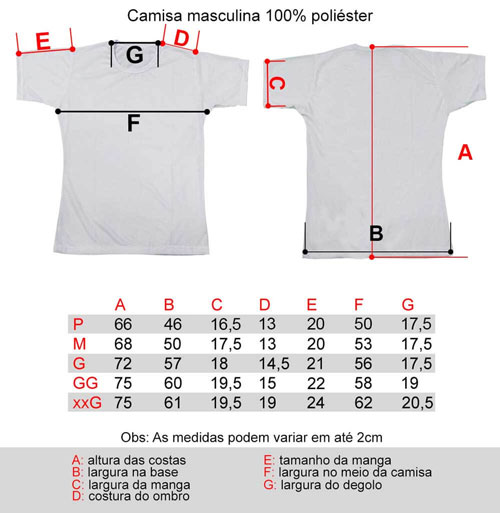 Camisa masculina 100% poliéster
E D
G
C
F
A
B
A B C D E F G
P 66 46 16,5 13 20 50 17,5
M 68 50 17,5 13 20 53 17,5
G 72 57 18 14,5 21 56 17,5
GG 75 60 19,5 15 22 58 19
xxG 75 61 19,5 19 24 62 20,5
Obs: As medidas podem variar em até 2cm
A: altura das costas
B: largura na base
C: largura da manga
D: costura do ombro
E: tamanho da manga
F: largura no meio da camisa
G: largura do degolo